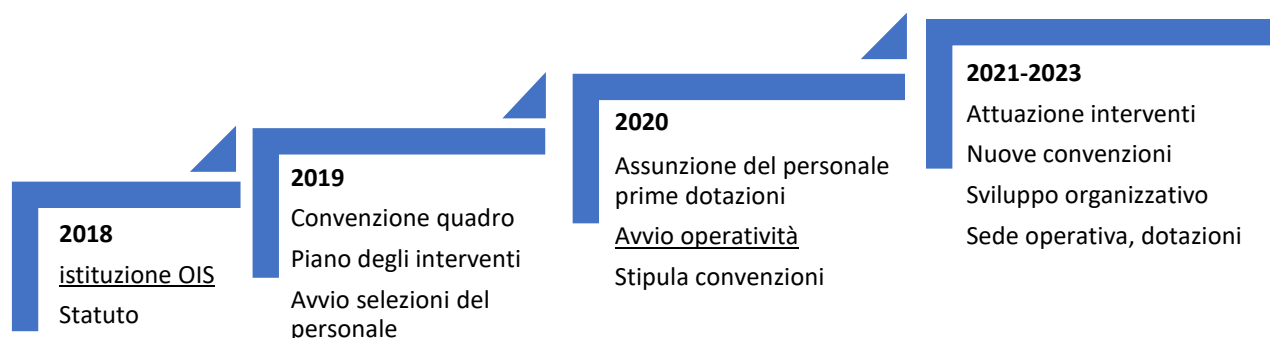 2018
istituzione OIS
Statuto
2019
Convenzione quadro
Piano degli interventi
Avvio selezioni del
personale
2020
Assunzione del personale
prime dotazioni
Avvio operatività
Stipula convenzioni
2021-2023
Attuazione interventi
Nuove convenzioni
Sviluppo organizzativo
Sede operativa, dotazioni